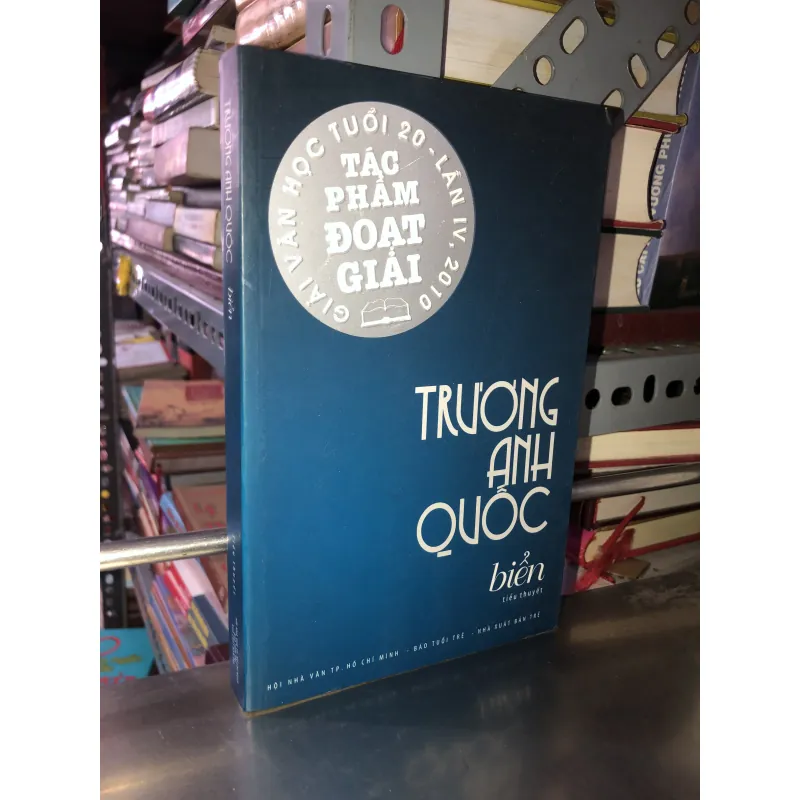 GIẢI VĂN HỌC TUỔI 20 - LẦN IV, 2010
TÁC
PHẨM
ĐOẠT
GIẢI
TRƯƠNG
ANH
QUỐC
biển
tiểu thuyết
HỘI NHÀ VĂN TP. HỒ CHÍ MINH - BÁO TUỔI TRẺ - NHÀ XUẤT BẢN TRẺ
TRƯƠNG ANH QUỐC
biển